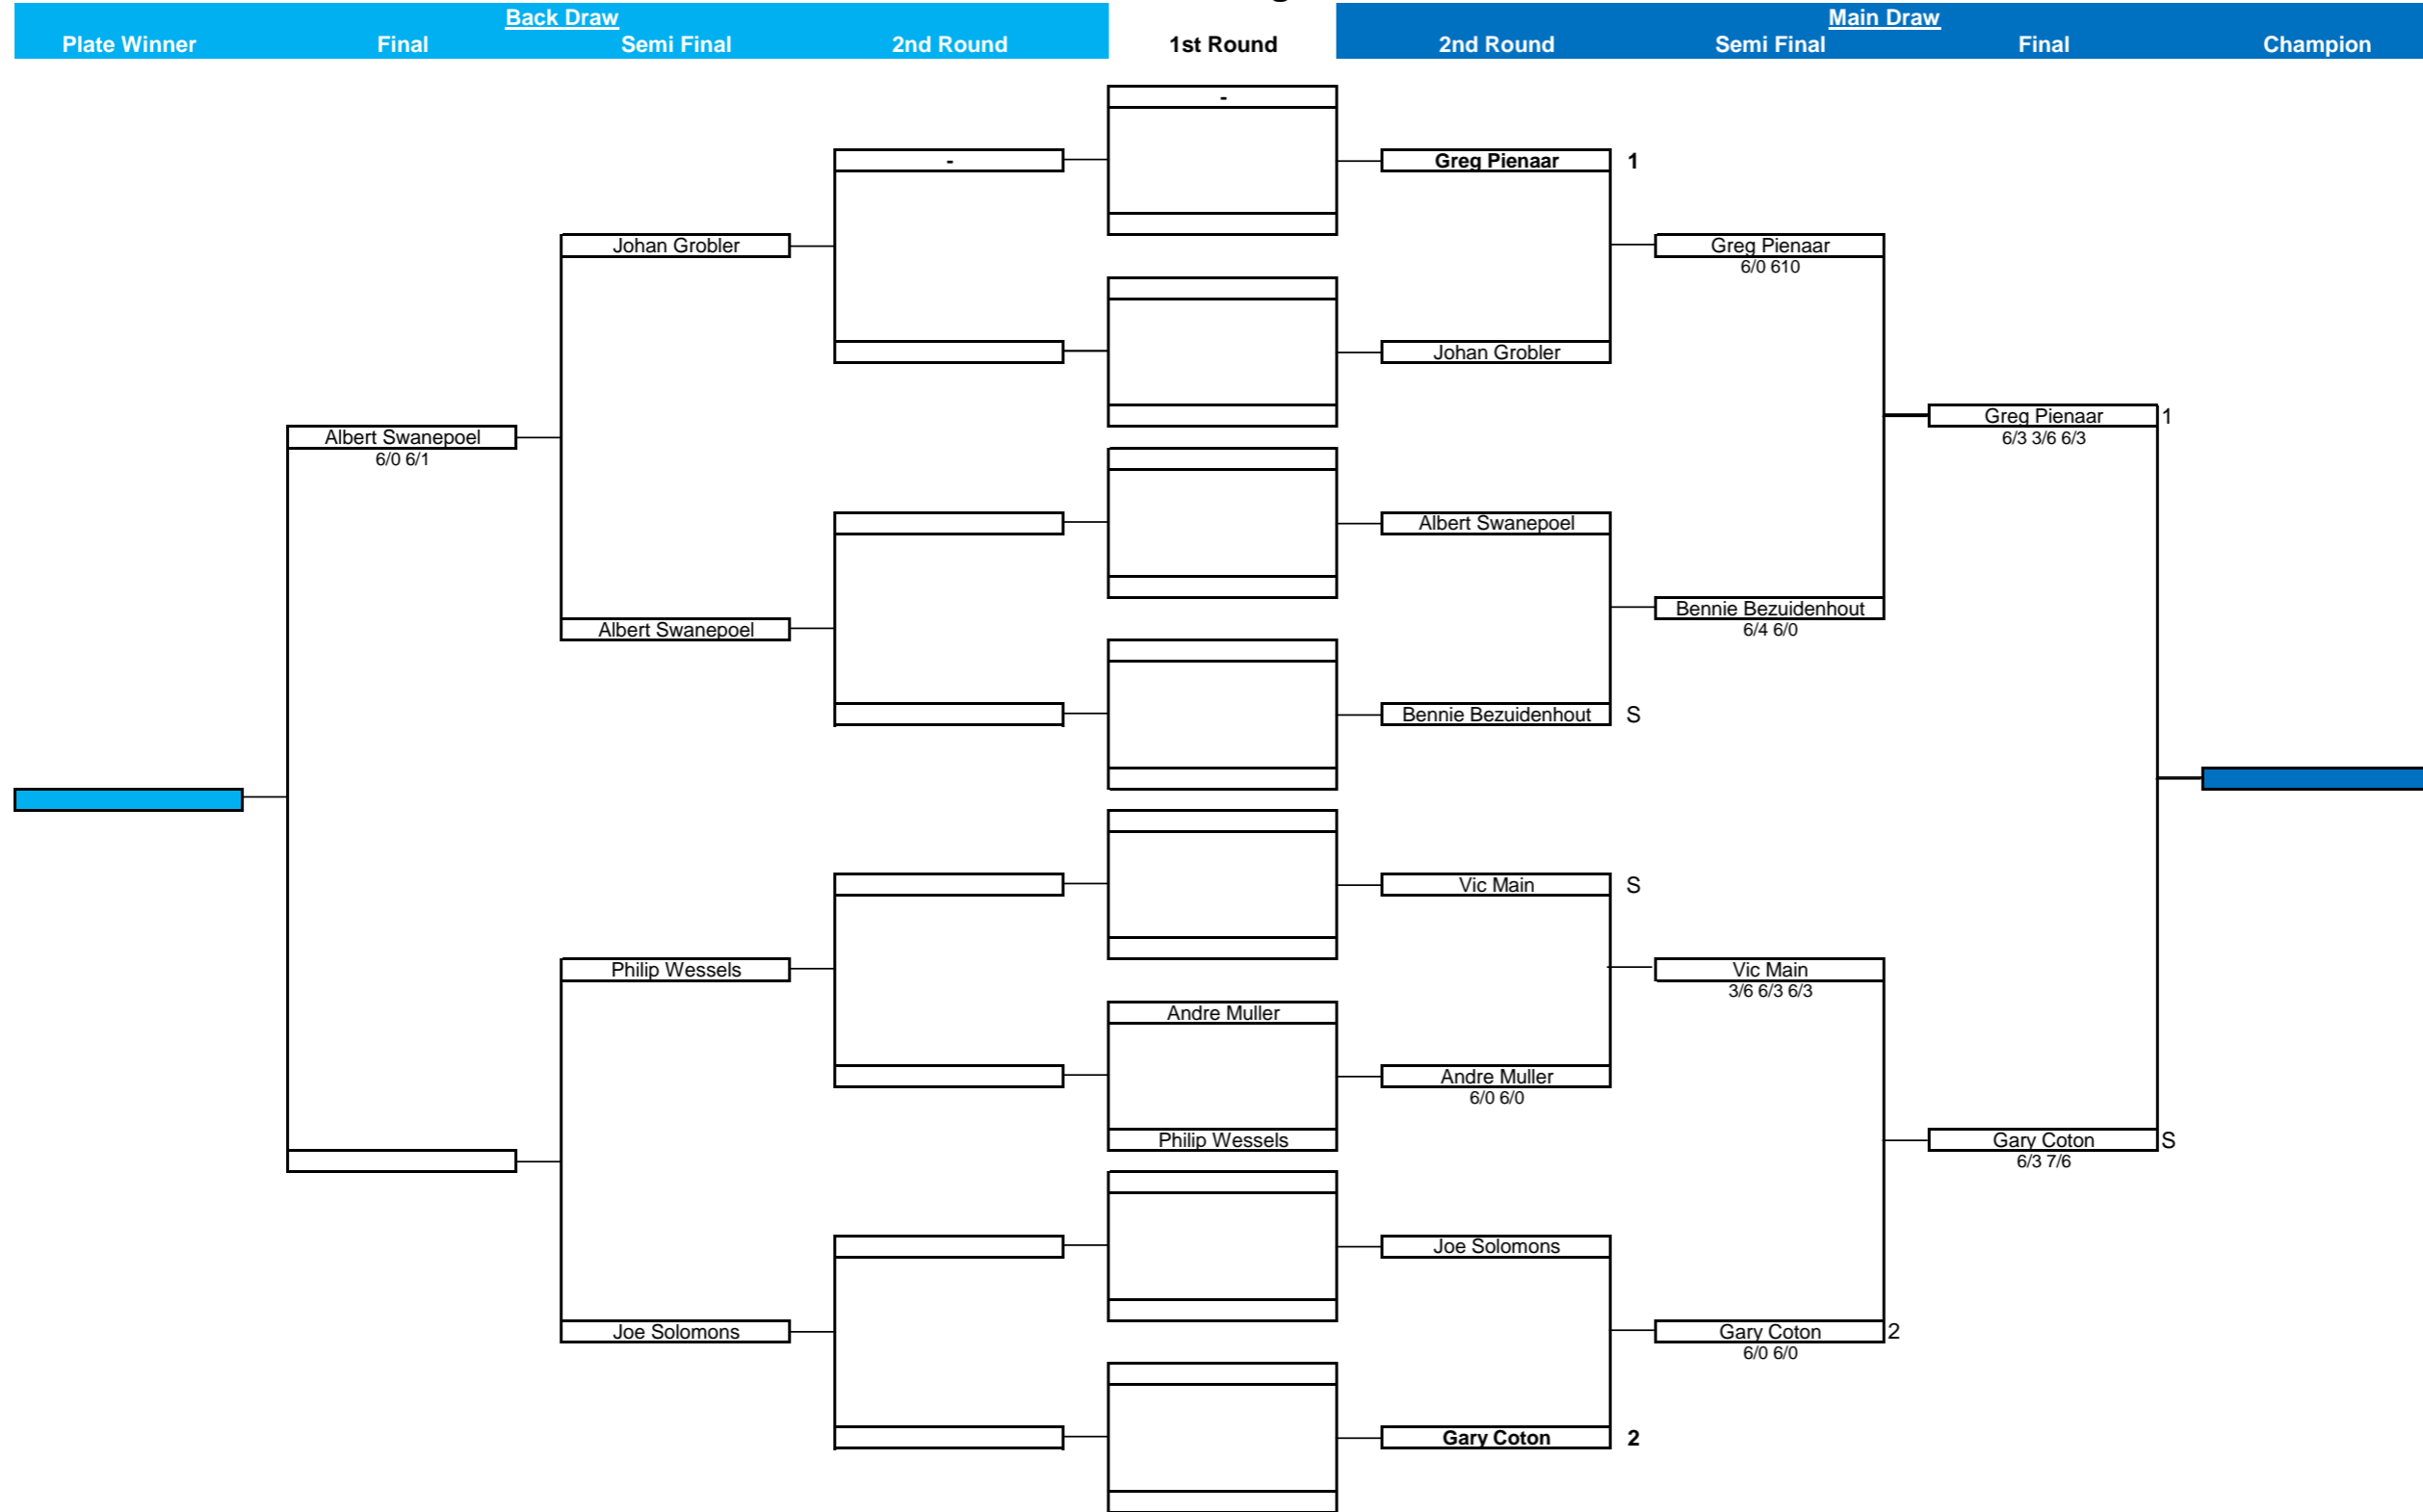 Back Draw Main Draw
Plate Winner Final Semi Final 2nd Round 1st Round 2nd Round Semi Final Final Champion
-
- Greg Pienaar 1
Johan Grobler Greg Pienaar
6/0 610
Johan Grobler
Greg Pienaar 1
6/3 3/6 6/3
Albert Swanepoel
6/0 6/1
Albert Swanepoel
Bennie Bezuidenhout
6/4 6/0
Albert Swanepoel
Bennie Bezuidenhout S
Vic Main S
Philip Wessels Vic Main
3/6 6/3 6/3
Andre Muller
Andre Muller
6/0 6/0
Philip Wessels Gary Coton S
6/3 7/6
Joe Solomons
Joe Solomons Gary Coton 2
6/0 6/0
Gary Coton 2